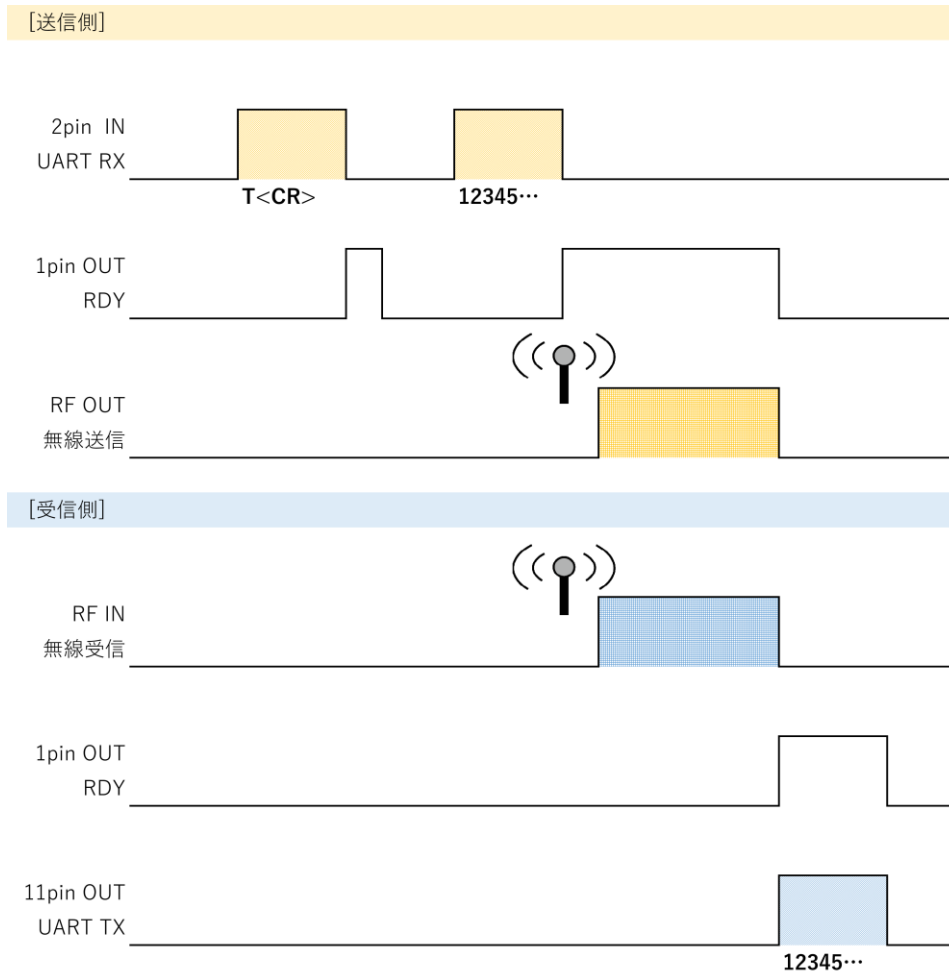 [送信側]
2pin IN
UART RX
T<CR>
12345…
1pin OUT
RDY
RF OUT
無線送信
[受信側]
RF IN
無線受信
1pin OUT
RDY
11pin OUT
UART TX
12345…